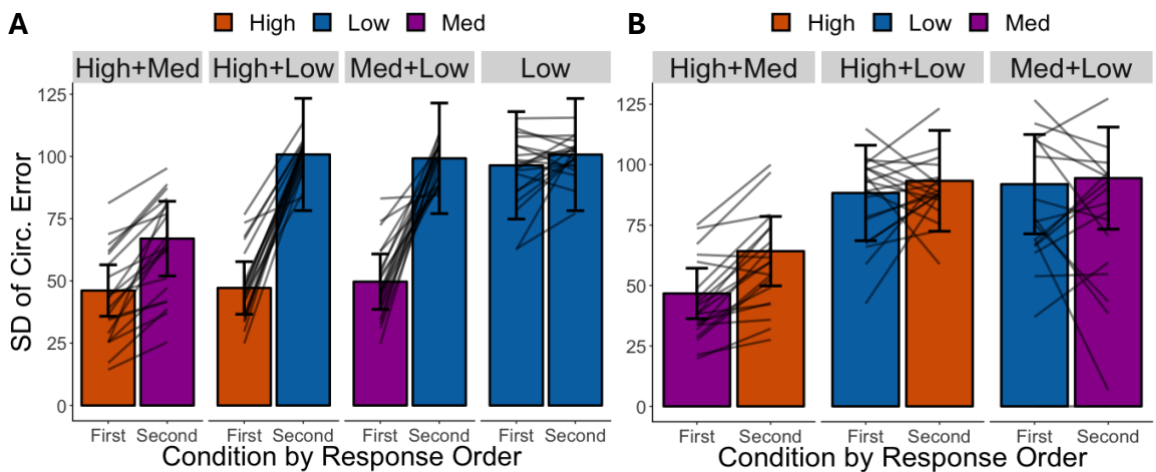 A
High Low Med
High+Med High+Low Med+Low Low
SD of Circ. Error
125
100
75
50
25
0
First Second First Second First Second First Second
Condition by Response Order
B
High Low Med
High+Med High+Low Med+Low
125
100
75
50
25
0
First Second First Second First Second
Condition by Response Order